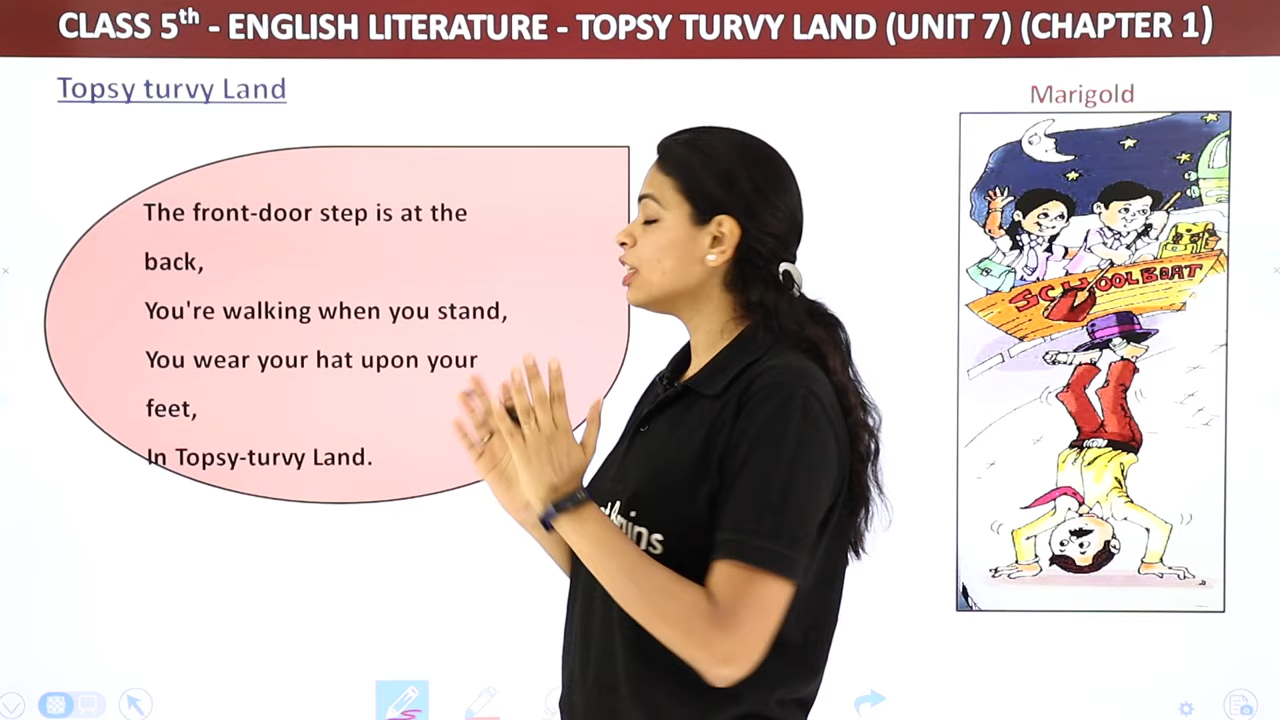 CLASS 5th - ENGLISH LITERATURE - TOPSY TURVY LAND (UNIT 7) (CHAPTER 1)
Topsy turvy Land
Marigold
The front-door step is at the
back,
You're walking when you stand,
You wear your hat upon your
feet,
In Topsy-turvy Land.
SCHOOL BOAT